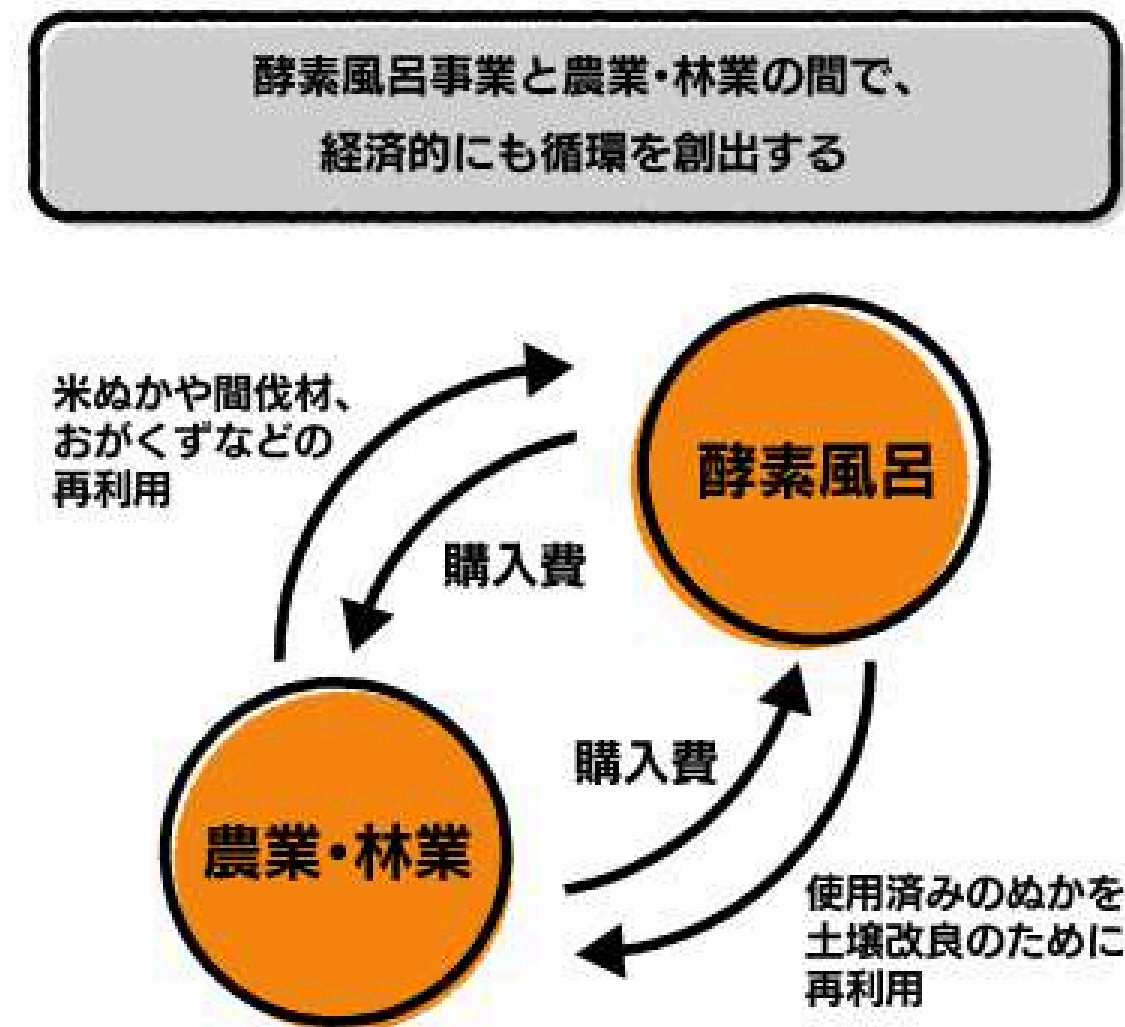 酵素風呂事業と農業・林業の間で、
経済的にも循環を創出する
米ぬかや間伐材、
おがくずなどの
再利用
酵素風呂
購入費
購入費
農業・林業
使用済みのぬかを
土壌改良のために
再利用